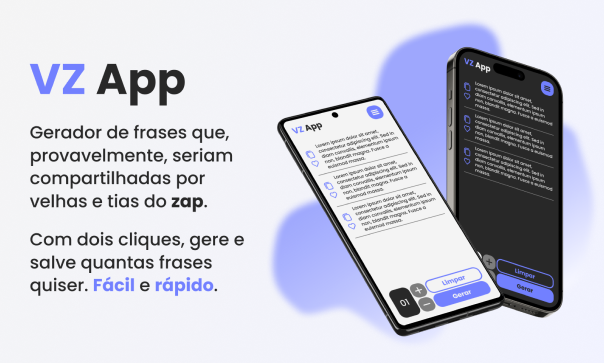 VZ App
Gerador de frases que,
provavelmente, seriam
compartilhadas por
velhas e tias do zap.
Com dois cliques, gere e
salve quantas frases
quiser. Fácil e rápido.
VZ App
Lorem ipsum dolor sit amet,
consectetur adipiscing elit. Sed in
diam convallis, elementum ipsum
non, blandit magna. Fusce a
euismod massa.
Lorem ipsum dolor sit amet,
consectetur adipiscing elit. Sed in
diam convallis, elementum ipsum
non, blandit magna. Fusce a
euismod massa.
Lorem ipsum dolor sit amet,
consectetur adipiscing elit. Sed in
diam convallis, elementum ipsum
non, blandit magna. Fusce a
euismod massa.
01
Limpar
Gerar
VZ App
Lorem ipsum dolor sit amet,
consectetur adipiscing elit. Sed in
diam convallis, elementum ipsum
non, blandit magna. Fusce a euismod
massa.
Lorem ipsum dolor sit amet,
consectetur adipiscing elit. Sed in
diam convallis, elementum ipsum
non, blandit magna. Fusce a euismod
massa.
Lorem ipsum dolor sit amet,
consectetur adipiscing elit. Sed in
diam convallis, elementum ipsum
non, blandit magna. Fusce a euismod
massa.
Limpar
Gerar